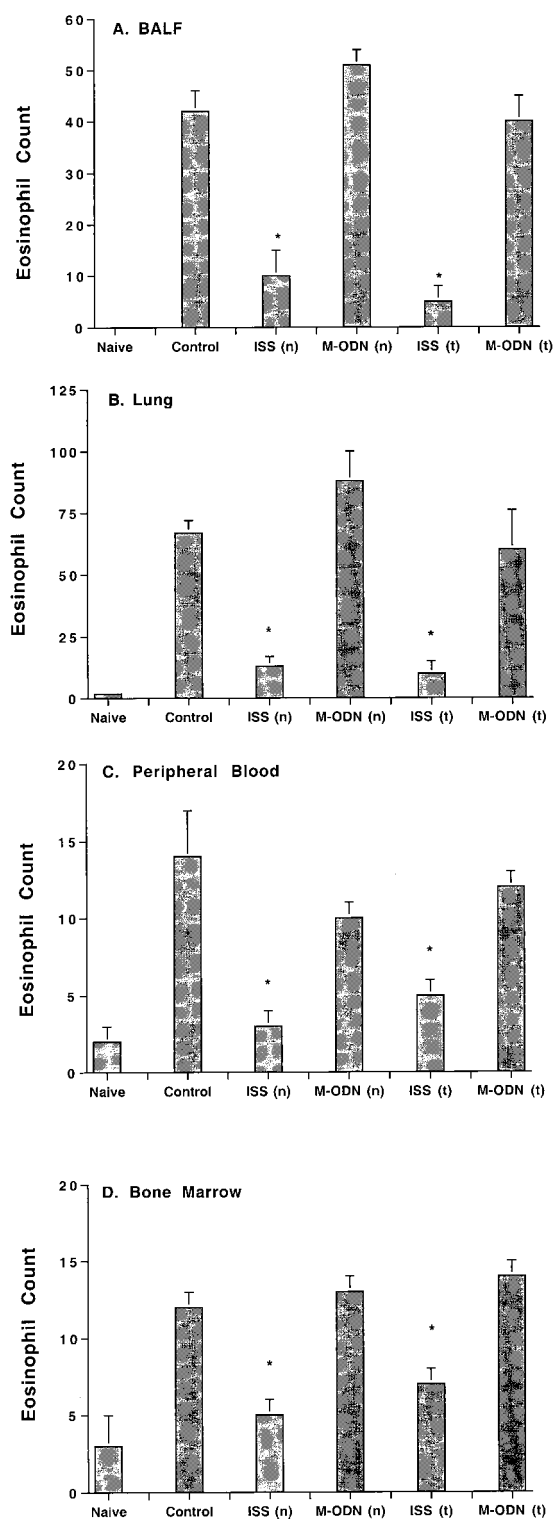 A. BALF
60
50
40
30
20
10
0
Eosinophil Count
*
*
Naive Control ISS (n) M-ODN (n) ISS (t) M-ODN (t)
B. Lung
125
100
75
50
25
0
Eosinophil Count
*
*
Naive Control ISS (n) M-ODN (n) ISS (t) M-ODN (t)
C. Peripheral Blood
20
15
10
5
0
Eosinophil Count
*
*
Naive Control ISS (n) M-ODN (n) ISS (t) M-ODN (t)
D. Bone Marrow
20
15
10
5
0
Eosinophil Count
*
*
Naive Control ISS (n) M-ODN (n) ISS (t) M-ODN (t)